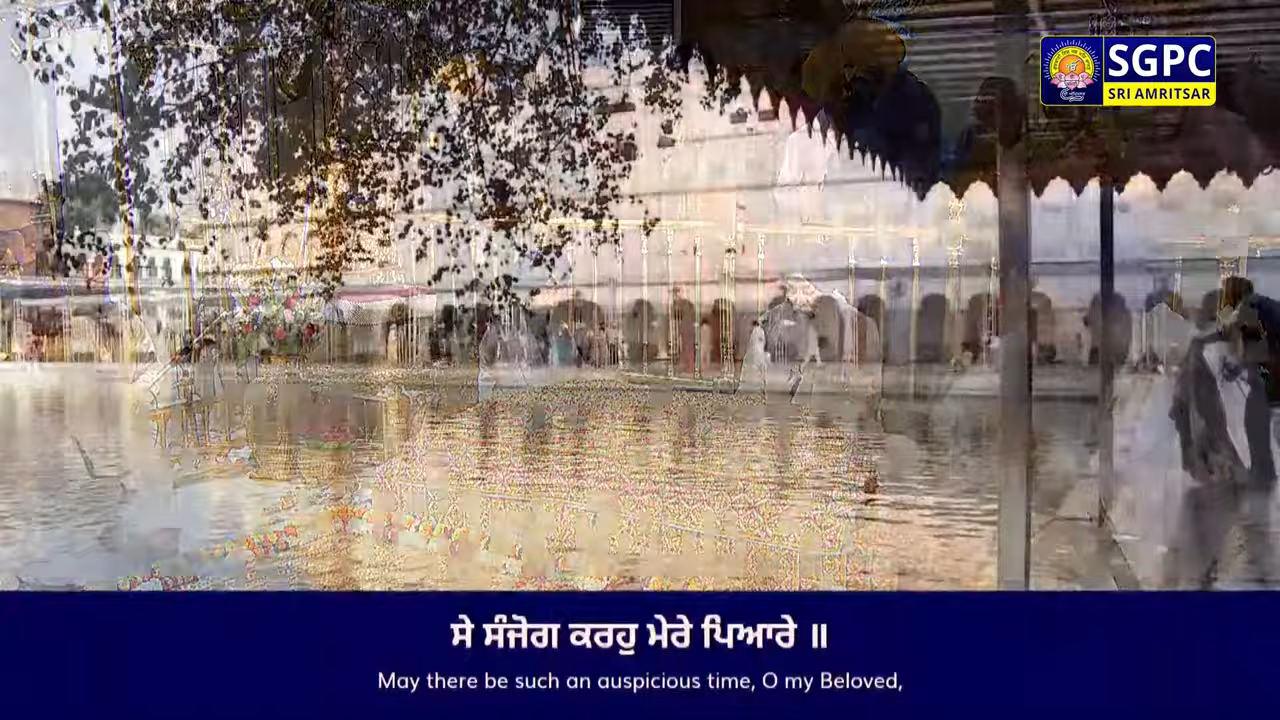 SGPC
SRI AMRITSAR
ਸੇ ਸੰਜੋਗ ਕਰਹੁ ਮੇਰੇ ਪਿਆਰੇ ॥
May there be such an auspicious time, O my Beloved,